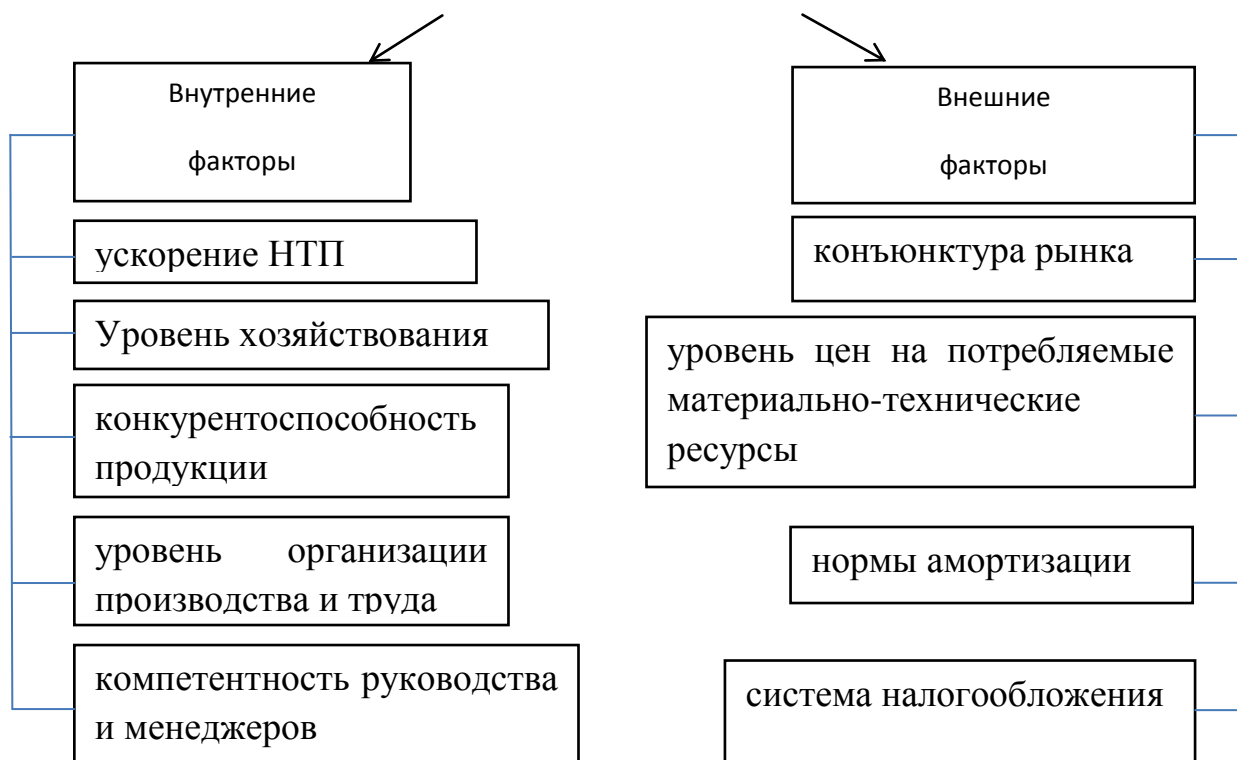 Внутренние
факторы
ускорение НТП
Уровень хозяйствования
конкурентоспособность
продукции
уровень организации
производства и труда
компетентность руководства
и менеджеров
Внешние
факторы
конъюнктура рынка
уровень цен на потребляемые
материально-технические
ресурсы
нормы амортизации
система налогообложения